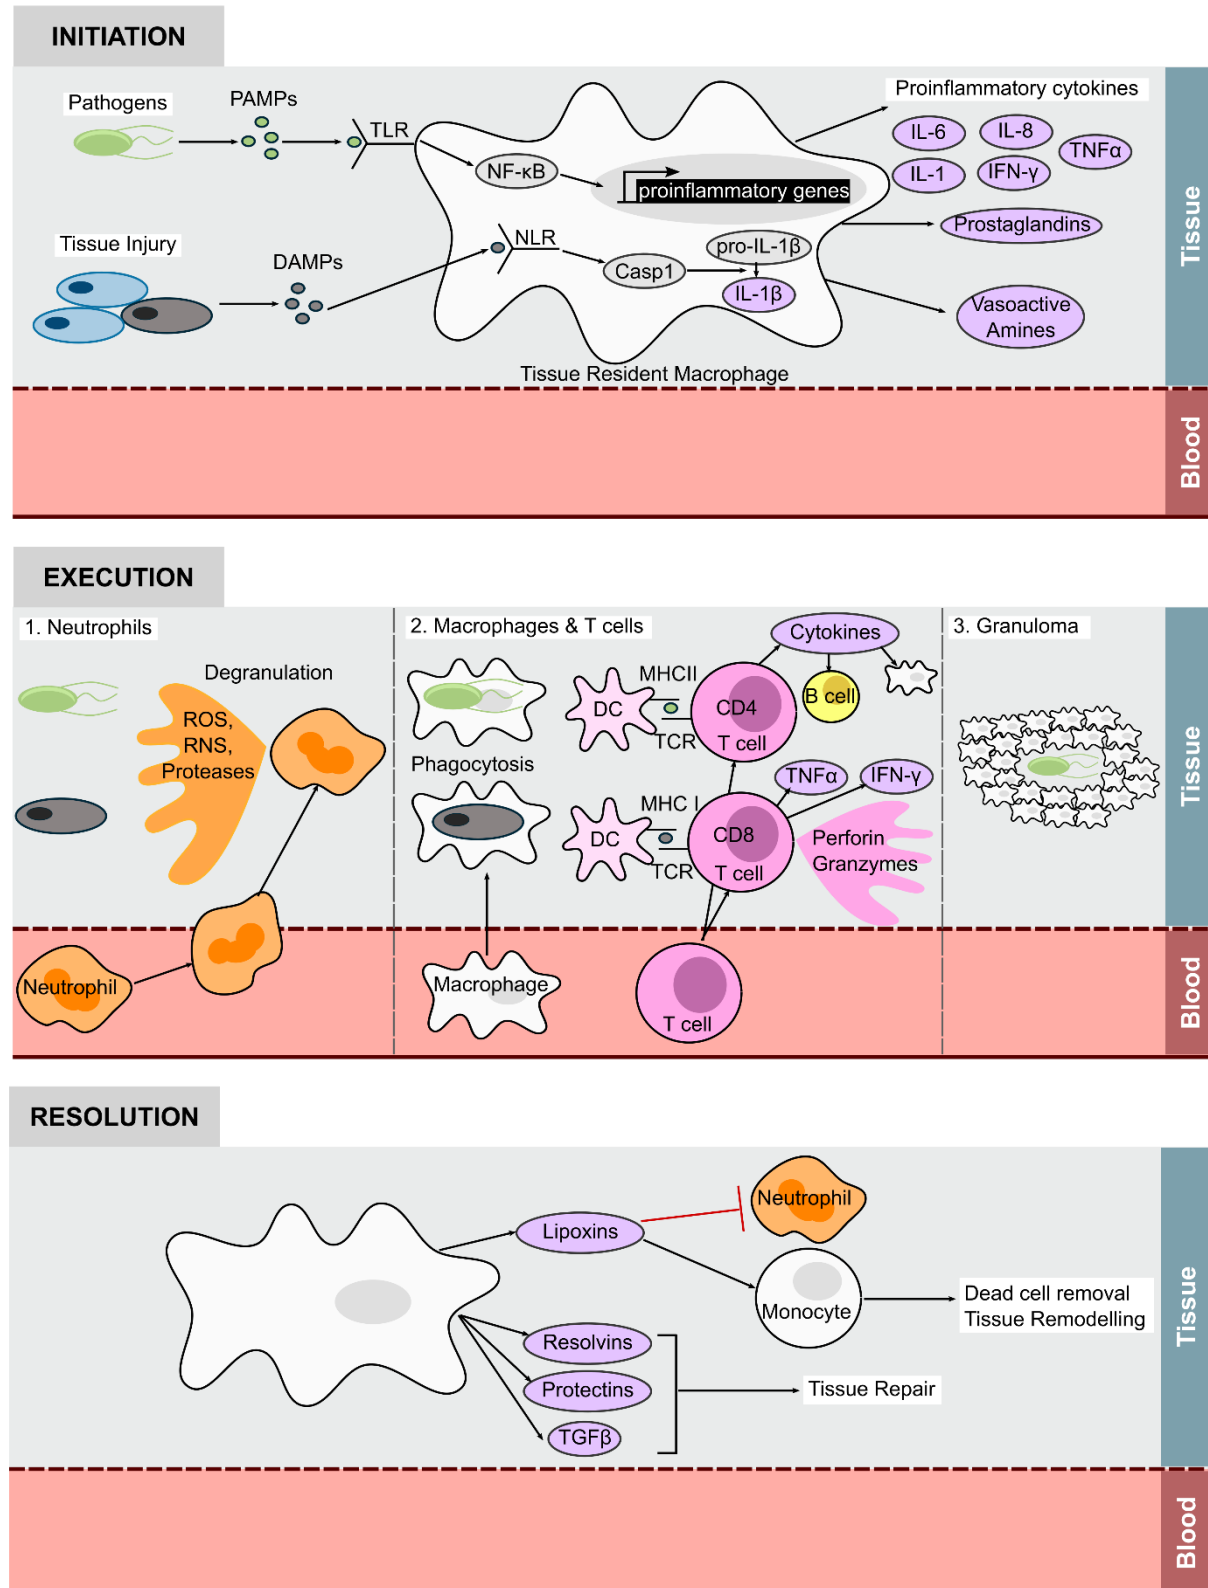 INITIATION
Pathogens
PAMPs
TLR
NF-κB
proinflammatory genes
Proinflammatory cytokines
IL-6
IL-8
TNFα
IL-1
IFN-γ
Prostaglandins
Vasoactive
Amines
Tissue Injury
DAMPs
NLR
Casp1
pro-IL-1β
IL-1β
Tissue Resident Macrophage
Tissue
Blood
EXECUTION
1. Neutrophils
Degranulation
ROS,
RNS,
Proteases
Neutrophil
2. Macrophages & T cells
Phagocytosis
Macrophage
DC
MHCII
TCR
CD4
T cell
Cytokines
B cell
DC
MHC I
TCR
CD8
T cell
TNFα
IFN-γ
Perforin
Granzymes
T cell
3. Granuloma
Tissue
Blood
RESOLUTION
Lipoxins
Neutrophil
Monocyte
Dead cell removal
Tissue Remodelling
Resolvins
Protectins
TGFβ
Tissue Repair
Tissue
Blood